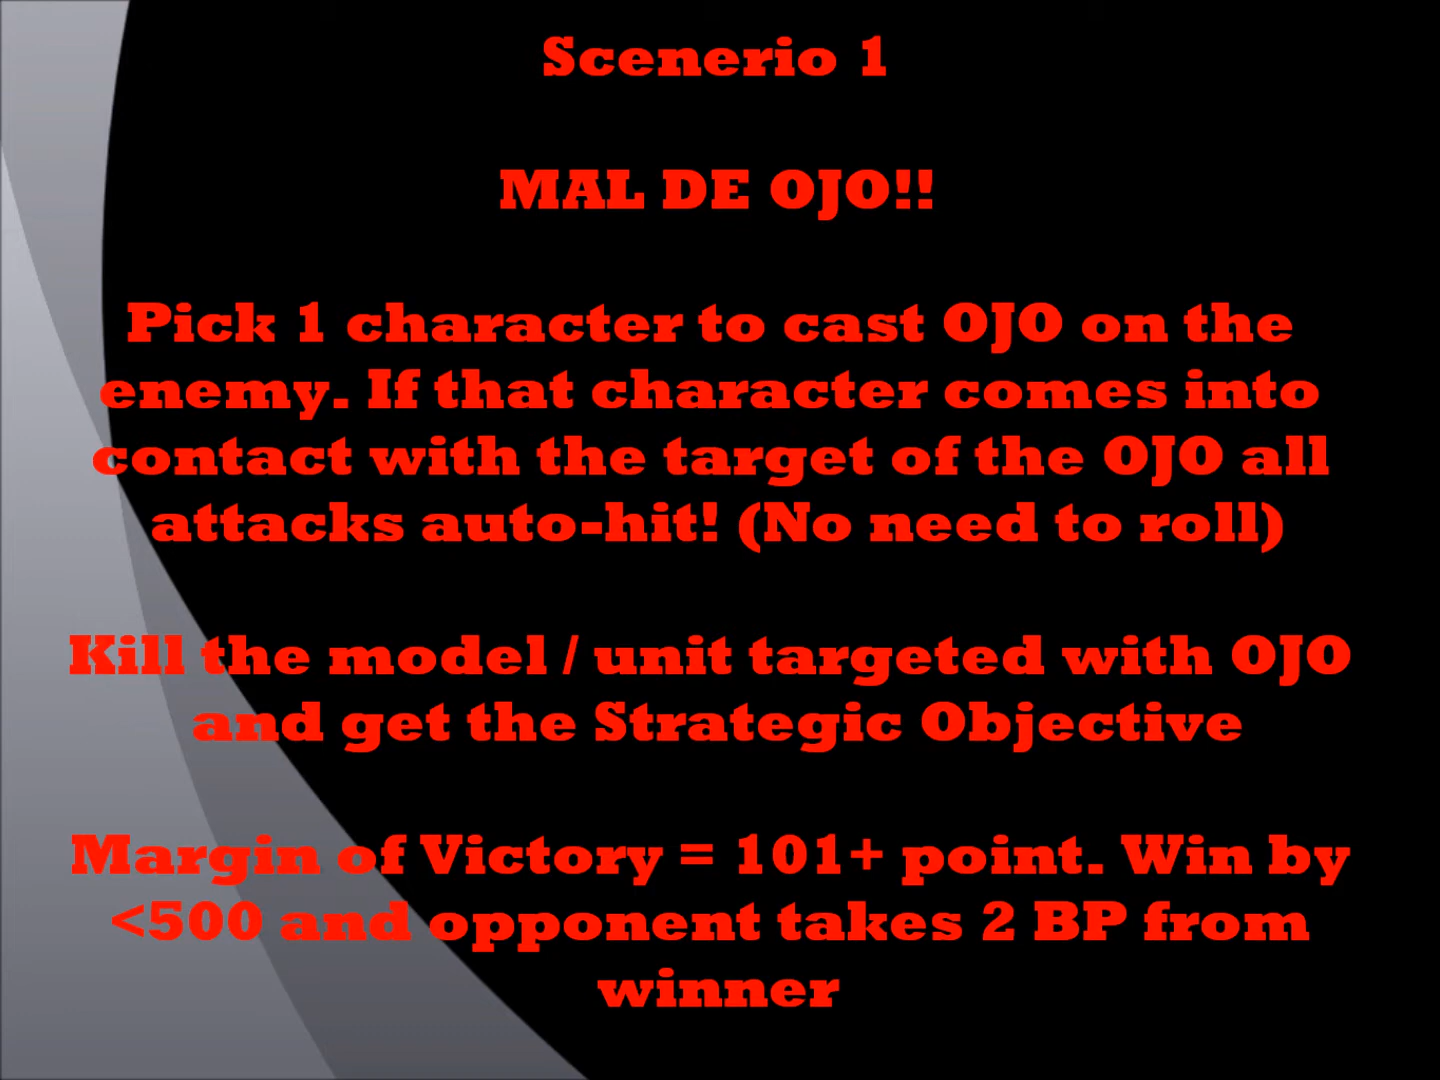 Scenerio 1
MAL DE OJO!!
Pick 1 character to cast OJO on the
enemy. If that character comes into
contact with the target of the OJO all
attacks auto-hit! (No need to roll)
Kill the model / unit targeted with OJO
and get the Strategic Objective
Margin of Victory = 101+ point. Win by
<500 and opponent takes 2 BP from
winner